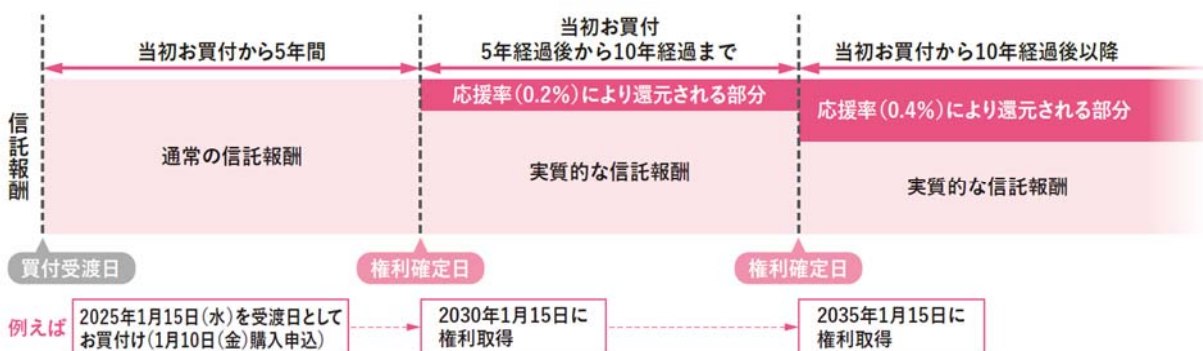 当初お買付から5年間
当初お買付
5年経過後から10年経過まで
当初お買付から10年経過後以降
信託報酬
通常の信託報酬
応援率(0.2%)により還元される部分
実質的な信託報酬
応援率(0.4%)により還元される部分
実質的な信託報酬
買付受渡日
権利確定日
権利確定日
例えば
2025年1月15日(水)を受渡日として
お買付け(1月10日(金)購入申込)
2030年1月15日に
権利取得
2035年1月15日に
権利取得